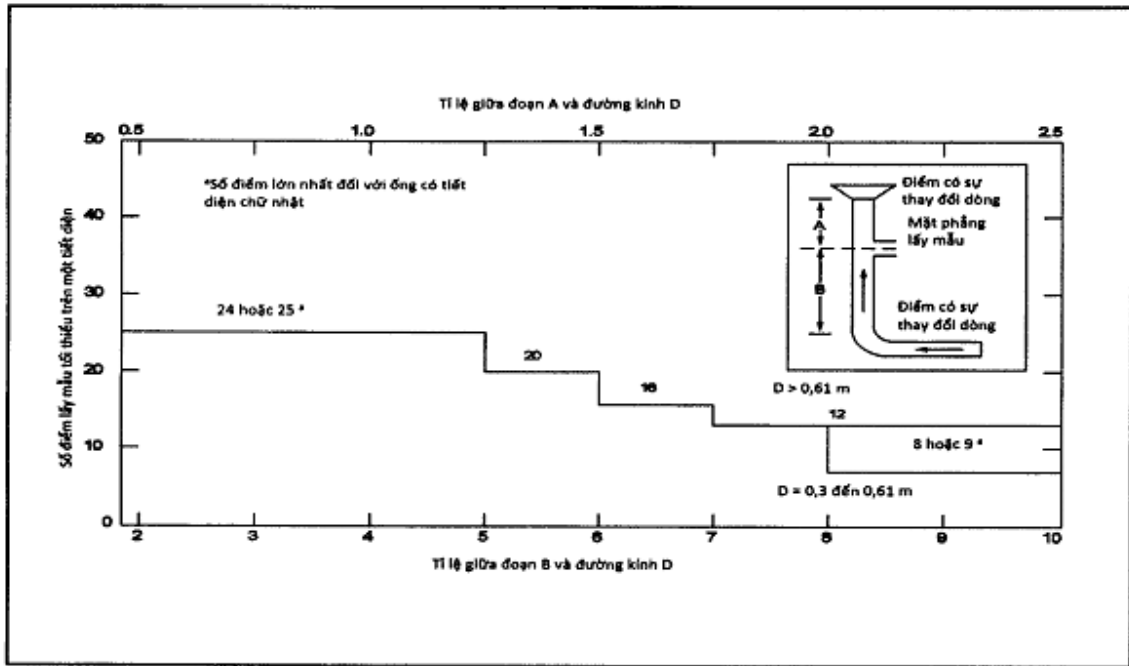 Tỉ lệ giữa đoạn A và đường kính D
0.5 1.0 1.5 2.0 2.5
50
40
30
20
10
0
Số điểm lấy mẫu tối thiểu trên một tiết diện
*Số điểm lớn nhất đối với ống có tiết
diện chữ nhật
24 hoặc 25 ª
20
16
12
8 hoặc 9 ª
D > 0,61 m
D = 0,3 đến 0,61 m
A
B
Điểm có sự
thay đổi dòng
Mặt phẳng
lấy mẫu
Điểm có sự
thay đổi dòng
2 3 4 5 6 7 8 9 10
Tỉ lệ giữa đoạn B và đường kính D